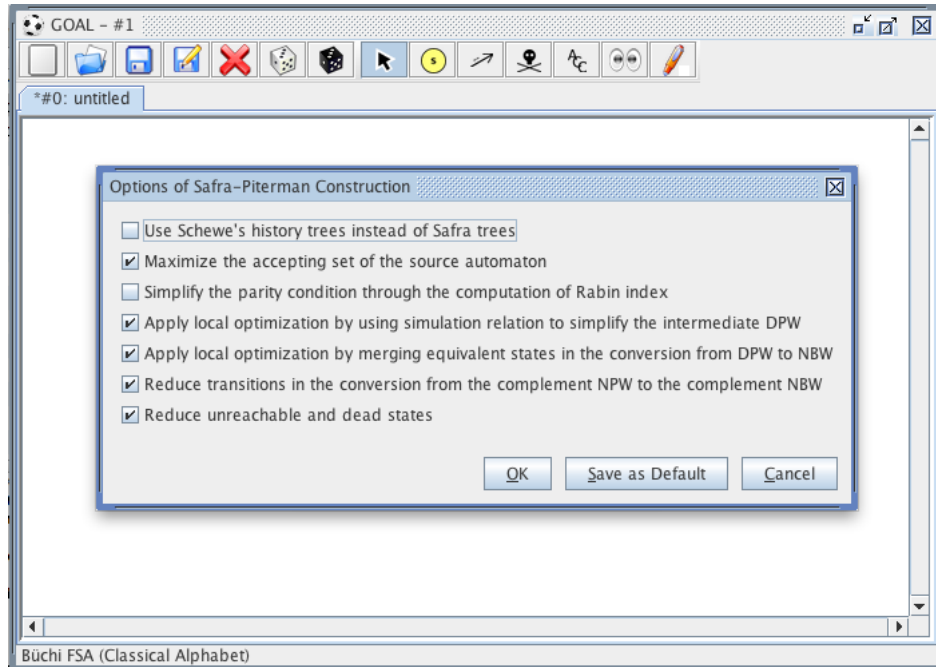 GOAL – #1
s
Acc
*#0: untitled
Options of Safra-Piterman Construction
Use Schewe's history trees instead of Safra trees
Maximize the accepting set of the source automaton
Simplify the parity condition through the computation of Rabin index
Apply local optimization by using simulation relation to simplify the intermediate DPW
Apply local optimization by merging equivalent states in the conversion from DPW to NBW
Reduce transitions in the conversion from the complement NPW to the complement NBW
Reduce unreachable and dead states
OK Save as Default Cancel
Büchi FSA (Classical Alphabet)